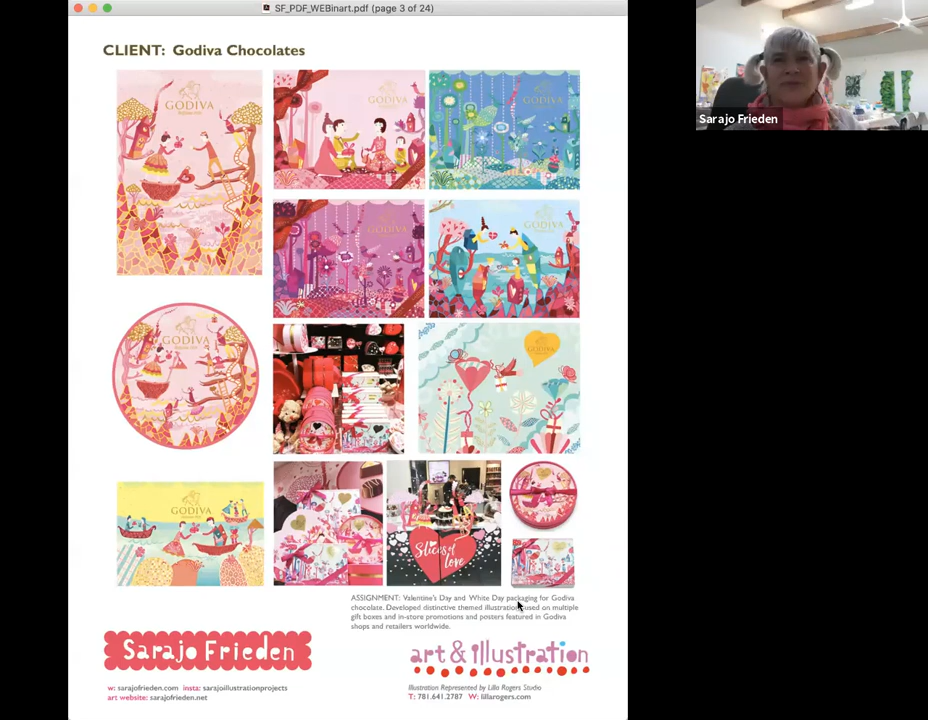 SF_PDF_WEBinart.pdf (page 3 of 24)
CLIENT: Godiva Chocolates
GODIVA
GODIVA
GODIVA
GODIVA
GODIVA
GODIVA
GODIVA
GODIVA
Slices of
love
ASSIGNMENT: Valentine's Day and White Day packaging for Godiva
chocolate. Developed distinctive themed illustration used on multiple
gift boxes and in-store promotions and posters featured in Godiva
shops and retailers worldwide.
Sarajo Frieden
w: sarajofrieden.com insta: sarajoillustrationprojects
art website: sarajofrieden.net
art & illustration
Illustration Represented by Lilla Rogers Studio
T: 781.641.2787 W: lillarogers.com
Sarajo Frieden